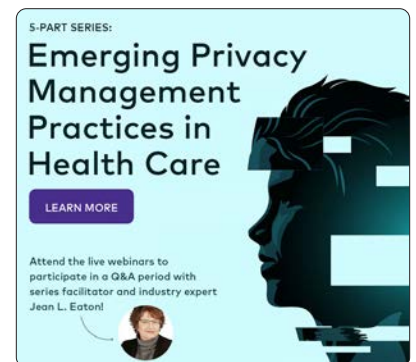 5-PART SERIES:
Emerging Privacy
Management
Practices in
Health Care
LEARN MORE
Attend the live webinars to
participate in a Q&A period with
series facilitator and industry expert
Jean L. Eaton!